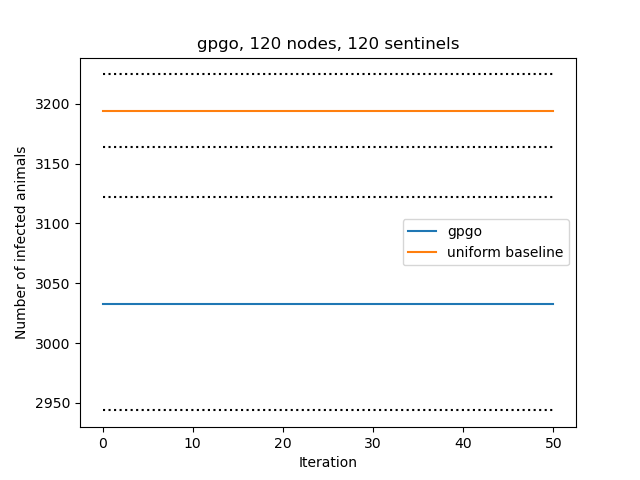 gpgo, 120 nodes, 120 sentinels
Number of infected animals
3200
3150
3100
3050
3000
2950
gpgo
uniform baseline
0 10 20 30 40 50
Iteration